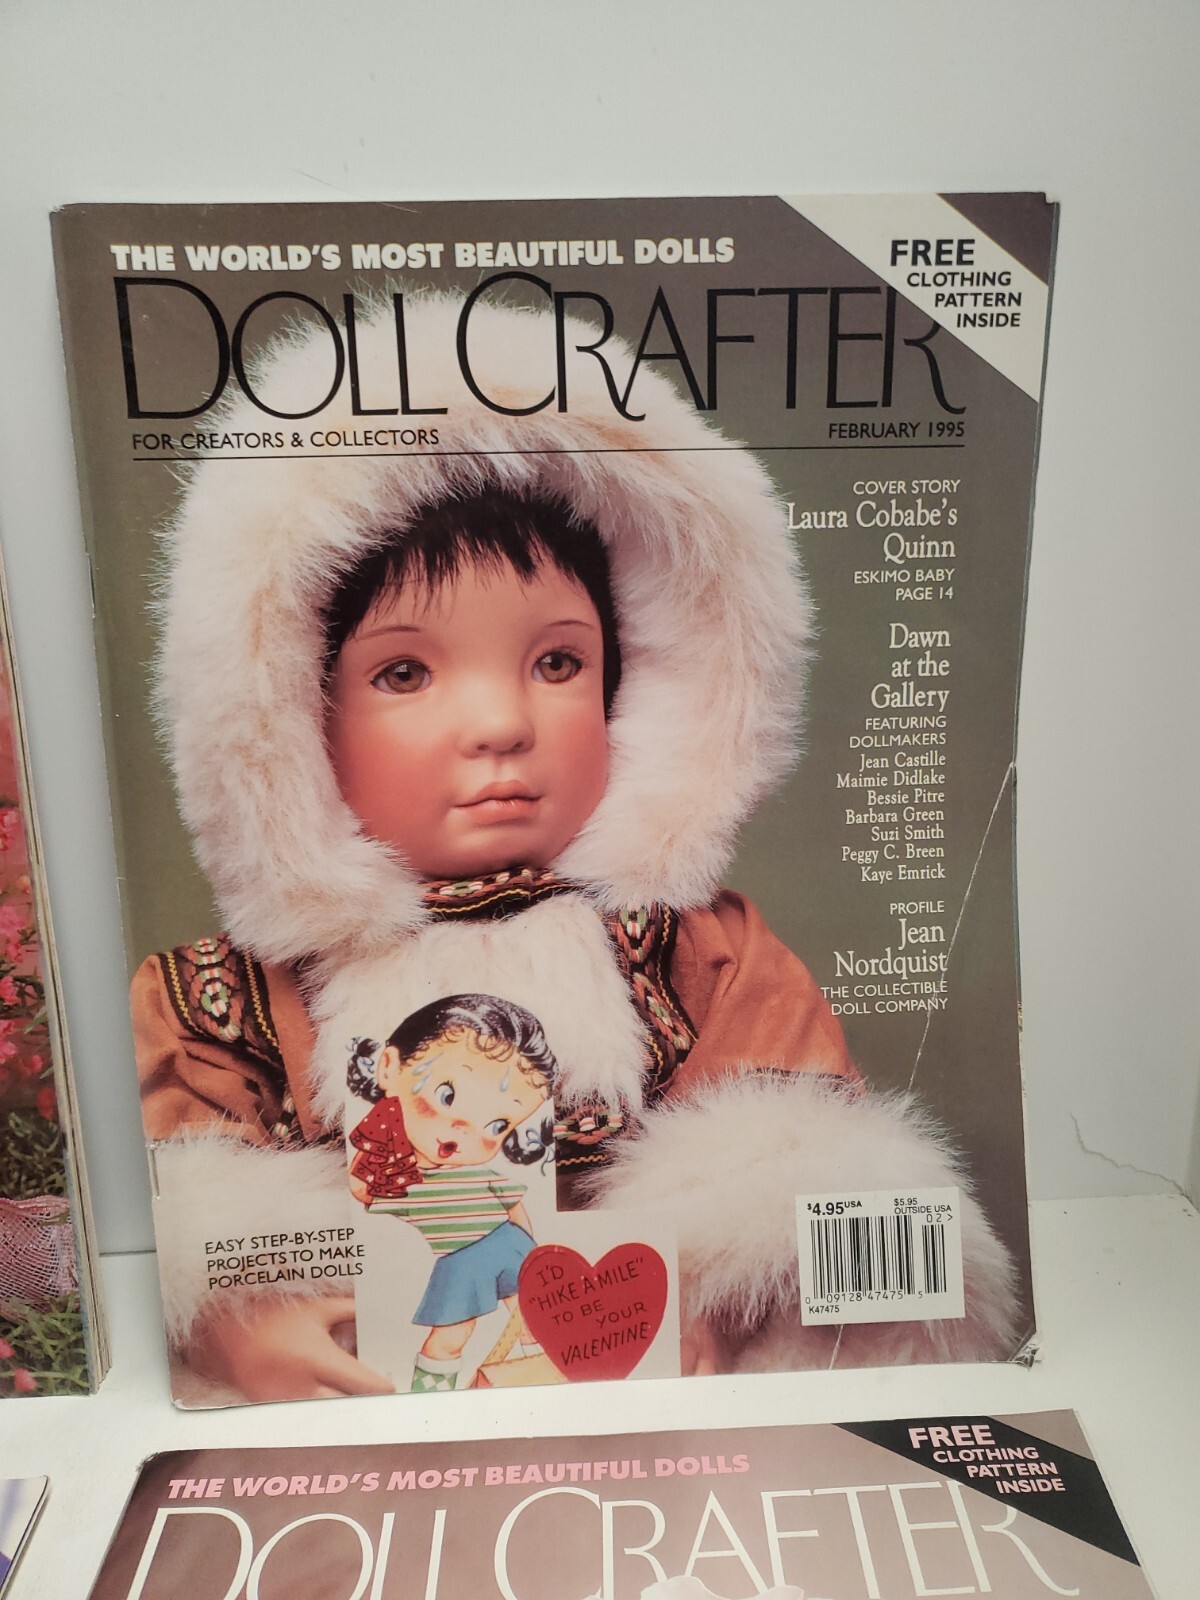 THE WORLD'S MOST BEAUTIFUL DOLLS
DOLL CRAFTER
FOR CREATORS & COLLECTORS
FEBRUARY 1995
FREE
CLOTHING
PATTERN
INSIDE
COVER STORY
Laura Cobabe's
Quinn
ESKIMO BABY
PAGE 14
Dawn
at the
Gallery
FEATURING
DOLLMAKERS
Jean Castille
Maimie Didlake
Bessie Pitre
Barbara Green
Suzi Smith
Peggy C. Breen
Kaye Emrick
PROFILE
Jean
Nordquist
THE COLLECTIBLE
DOLL COMPANY
EASY STEP-BY-STEP
PROJECTS TO MAKE
PORCELAIN DOLLS
I'D
"HIKE A MILE"
TO BE
YOUR
VALENTINE
$4.95 USA
$5.95
OUTSIDE USA
02>
0 09128 47475 5
K47475
THE WORLD'S MOST BEAUTIFUL DOLLS
DOLL CRAFTER
FREE
CLOTHING
PATTERN
INSIDE